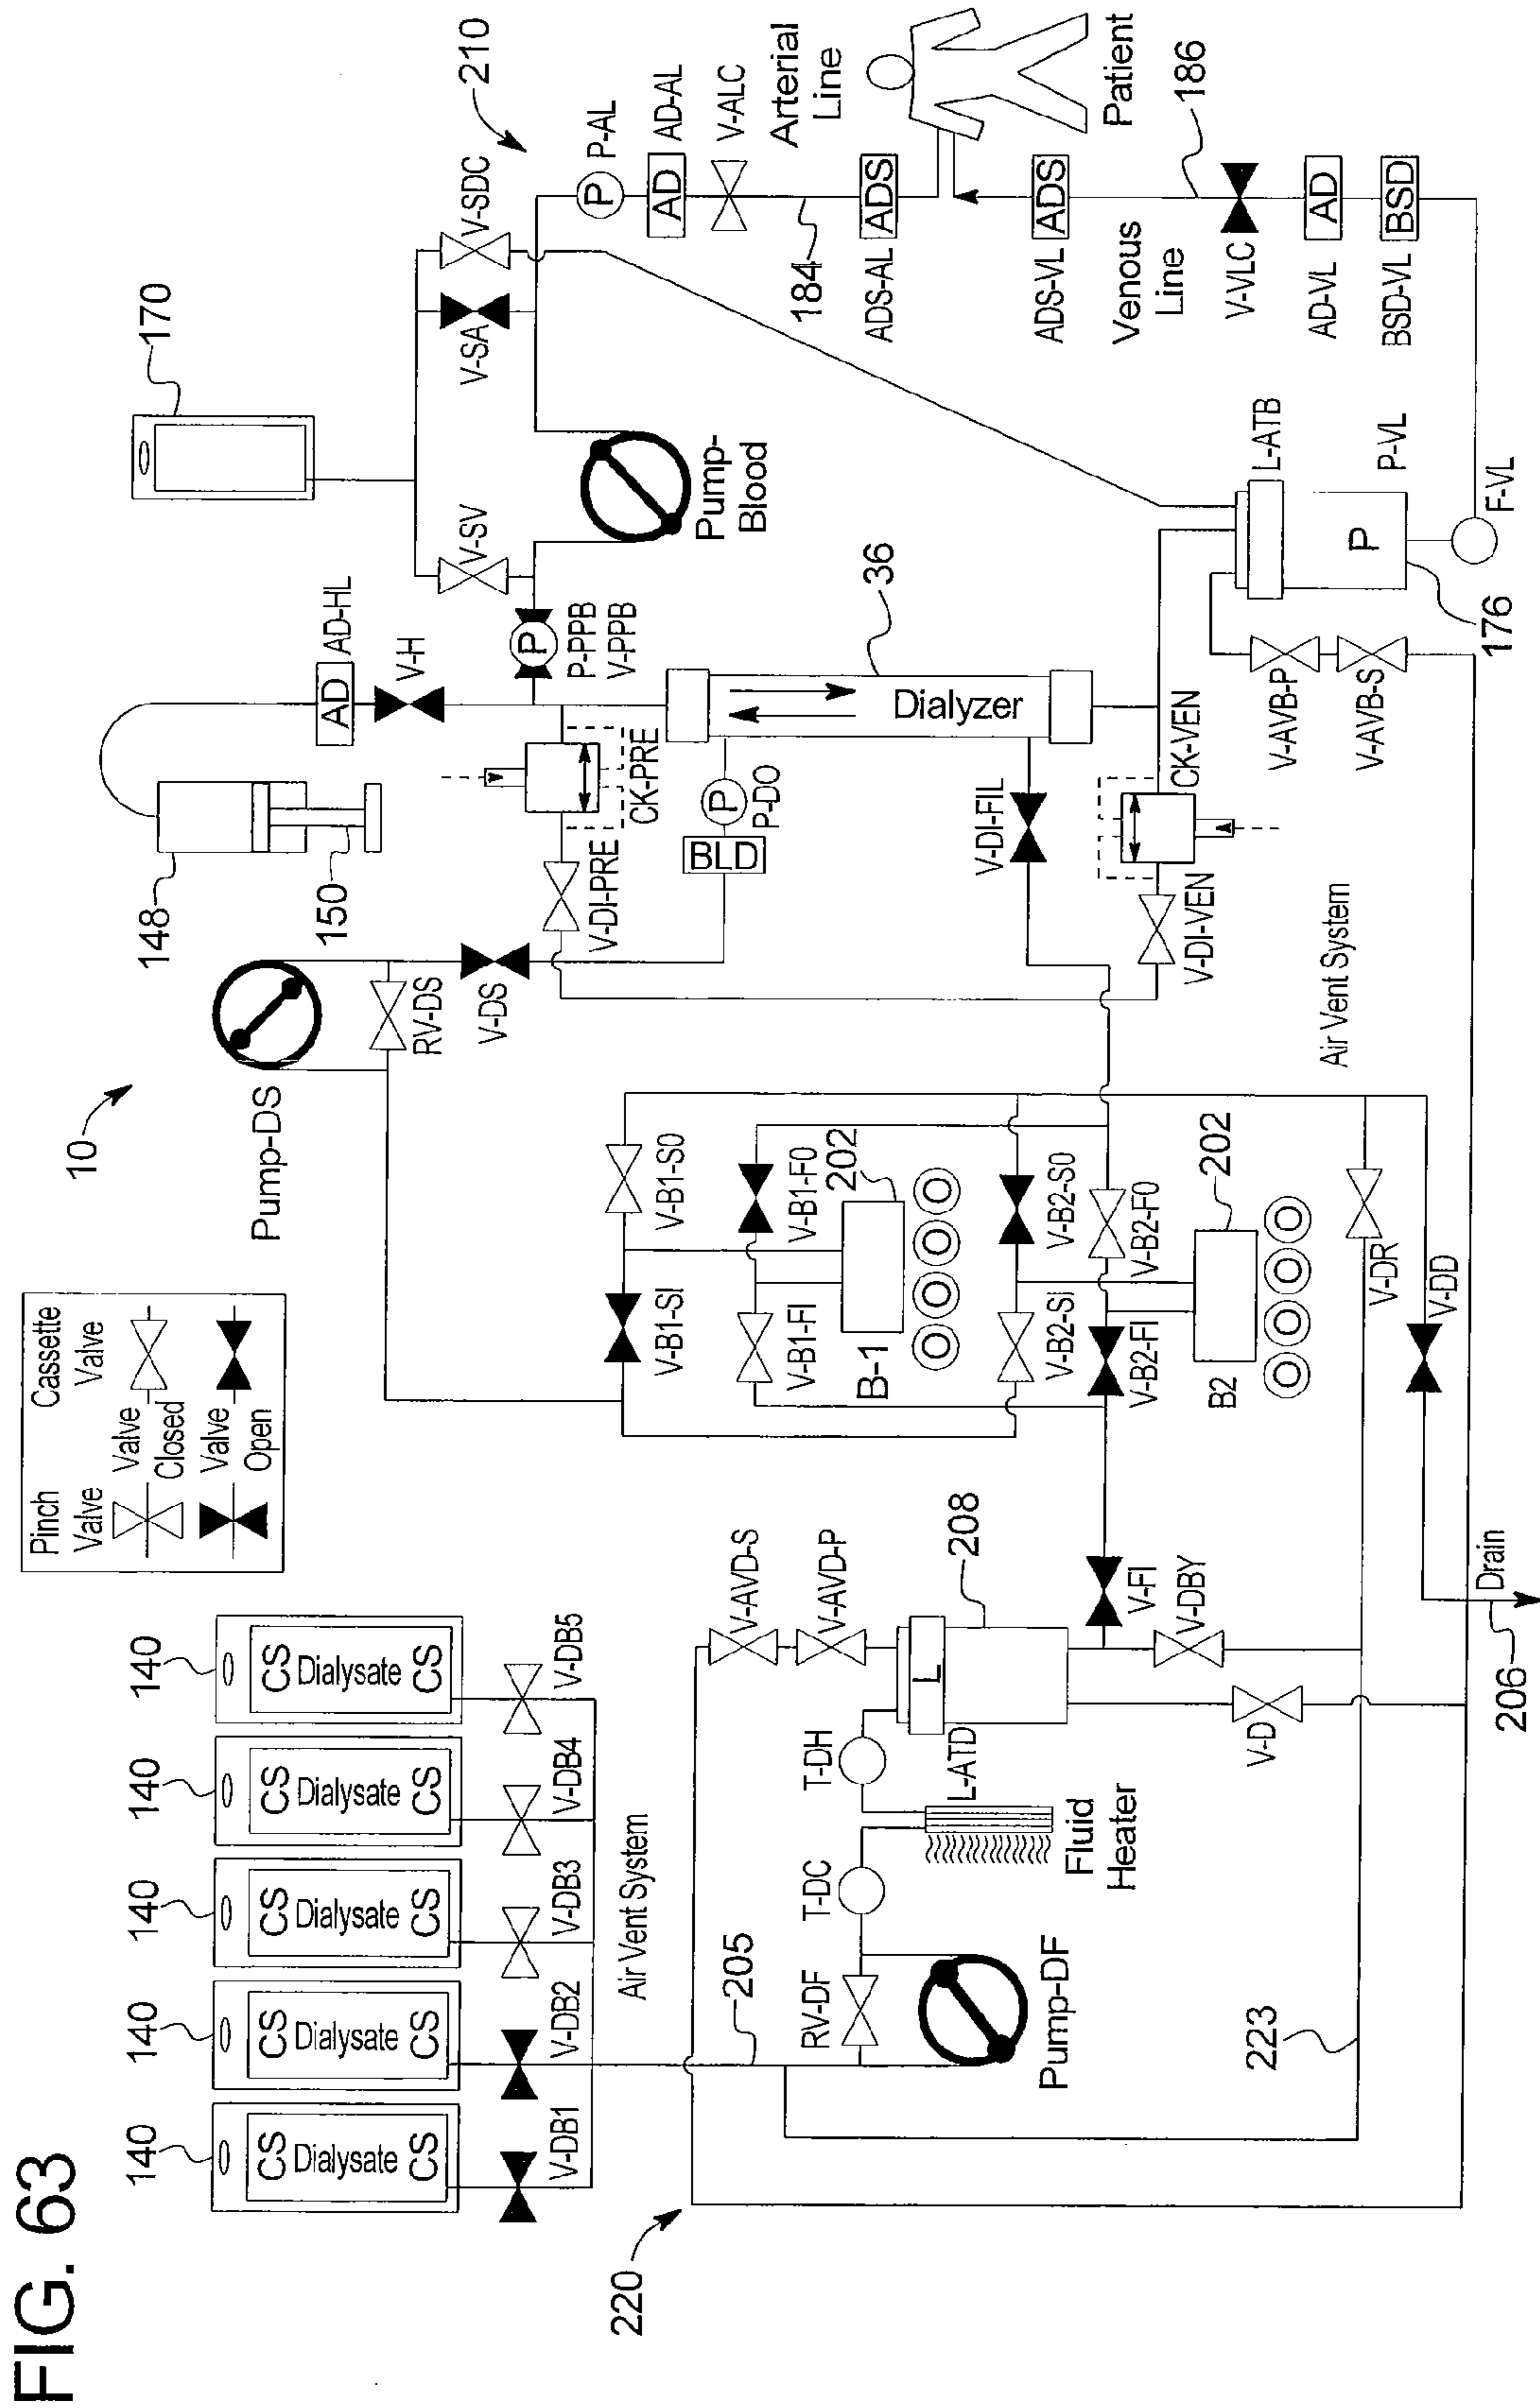 FIG. 63
220
140
CS Dialysate CS
V-DB1
140
CS Dialysate CS
V-DB2
140
CS Dialysate CS
V-DB3
140
CS Dialysate CS
V-DB4
140
CS Dialysate CS
V-DB5
Air Vent System
205
RV-DF
Pump-DF
T-DC
T-DH
Fluid
Heater
L-ATD
L
208
V-AVD-S
V-AVD-P
V-FI
V-DBY
V-D
223
206
Drain
Pinch
Valve
Cassette
Valve
Valve
Closed
Valve
Open
10
Pump-DS
RV-DS
V-DS
V-B1-SI
V-B1-S0
V-B1-FI
V-B1-F0
B-1
202
V-B2-SI
V-B2-S0
V-B2-FI
V-B2-F0
B2
202
V-DR
V-DD
Air Vent System
148
150
AD
AD-HL
V-H
V-DI-PRE
CK-PRE
BLD
P
P-DO
P
P-PPB
V-PPB
Dialyzer
36
V-DI-FIL
V-DI-VEN
CK-VEN
170
V-SV
V-SA
V-SDC
Pump-
Blood
210
P
P-AL
AD
AD-AL
V-ALC
Arterial
Line
184
ADS
ADS-AL
Patient
ADS
ADS-VL
Venous
Line
186
V-VLC
AD
AD-VL
BSD
BSD-VL
L-ATB
P
P-VL
F-VL
176
V-AVB-P
V-AVB-S